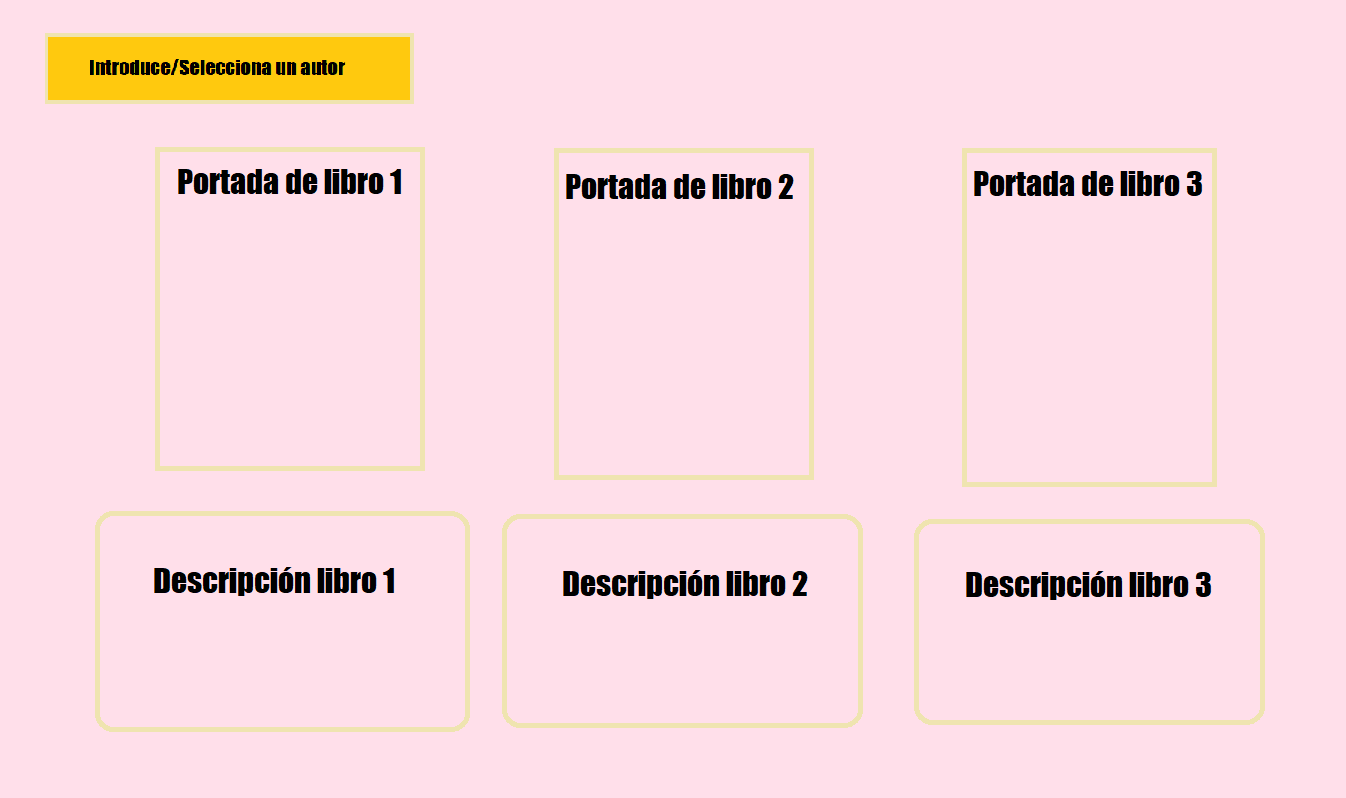 Introduce/Selecciona un autor
Portada de libro 1
Portada de libro 2
Portada de libro 3
Descripción libro 1
Descripción libro 2
Descripción libro 3